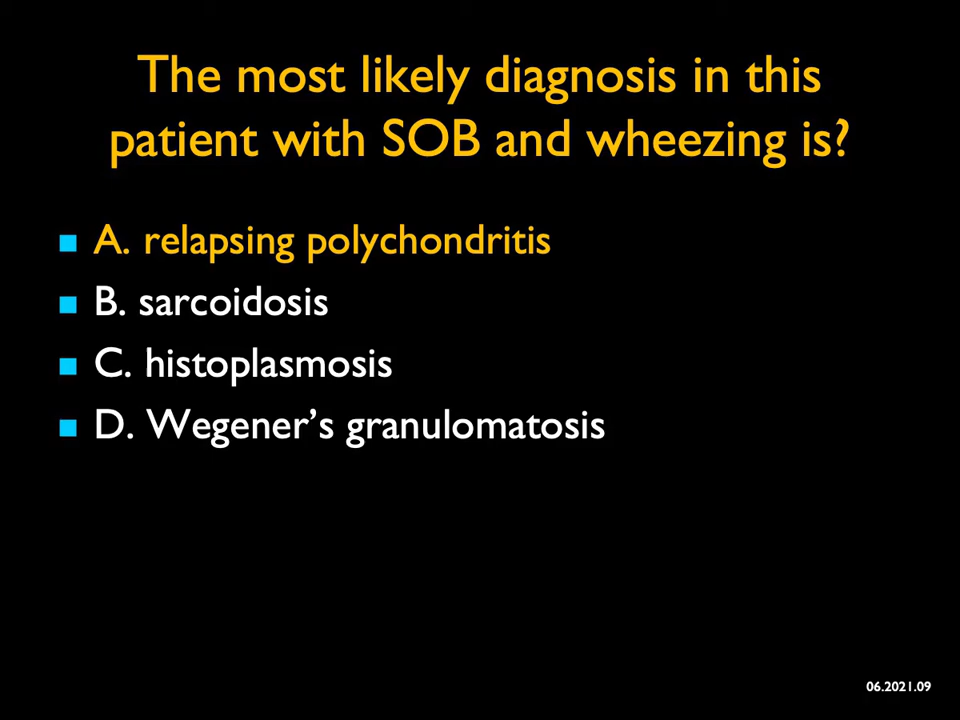 The most likely diagnosis in this
patient with SOB and wheezing is?
A. relapsing polychondritis
B. sarcoidosis
C. histoplasmosis
D. Wegener’s granulomatosis
06.2021.09